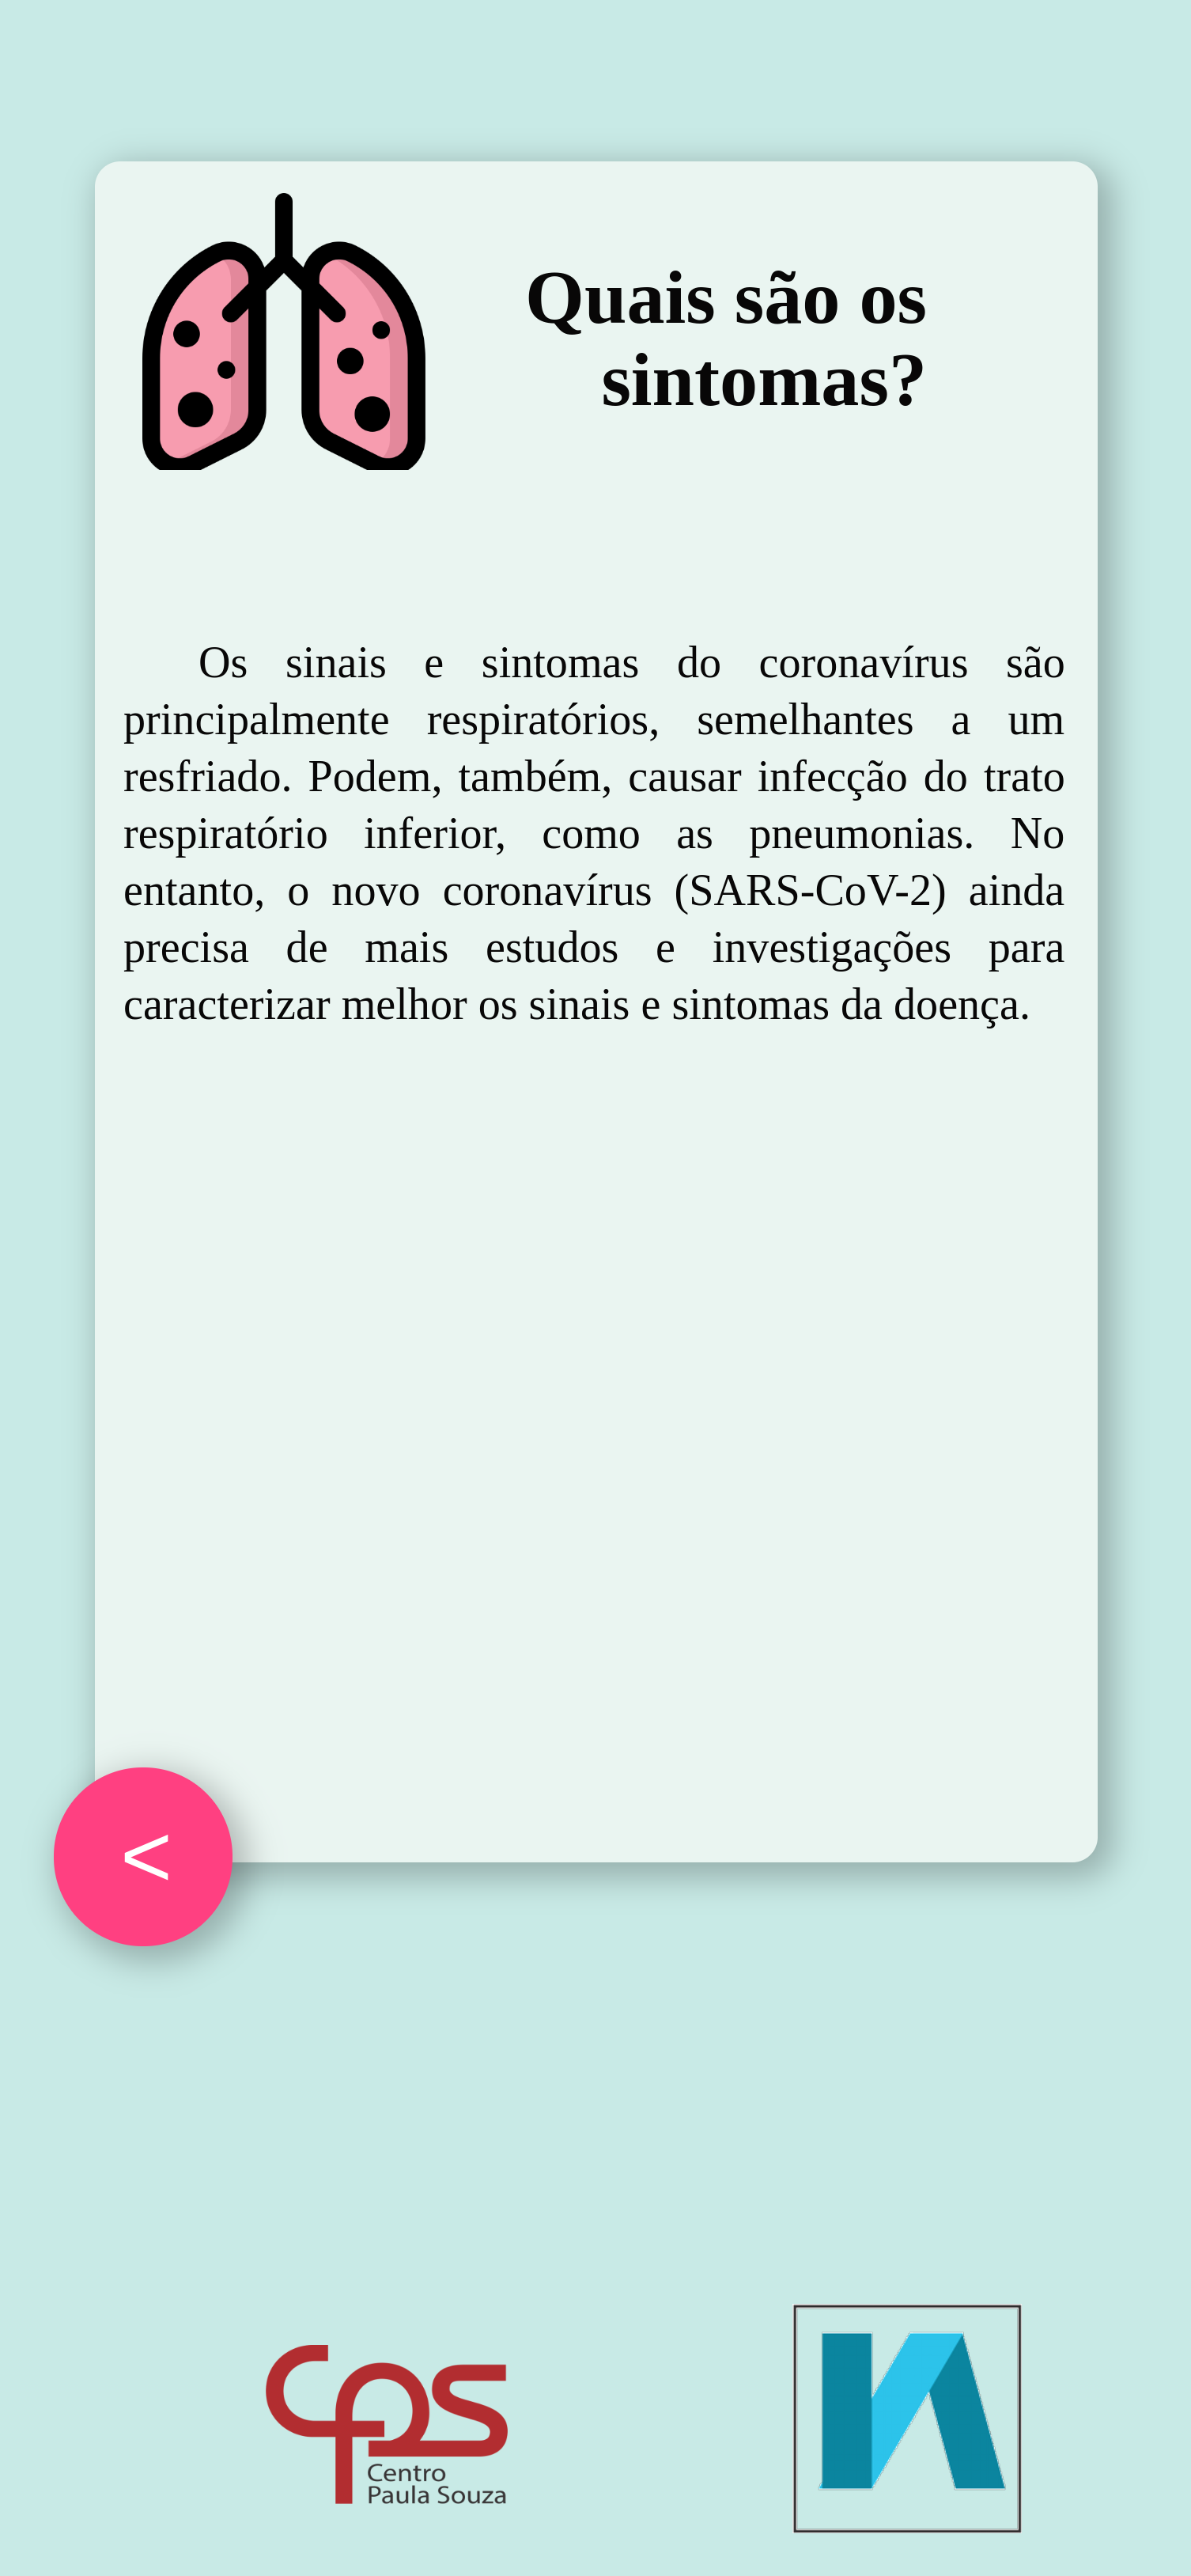 Quais são os
sintomas?
Os sinais e sintomas do coronavírus são
principalmente respiratórios, semelhantes a um
resfriado. Podem, também, causar infecção do trato
respiratório inferior, como as pneumonias. No
entanto, o novo coronavírus (SARS-CoV-2) ainda
precisa de mais estudos e investigações para
caracterizar melhor os sinais e sintomas da doença.
<
cps
Centro
Paula Souza